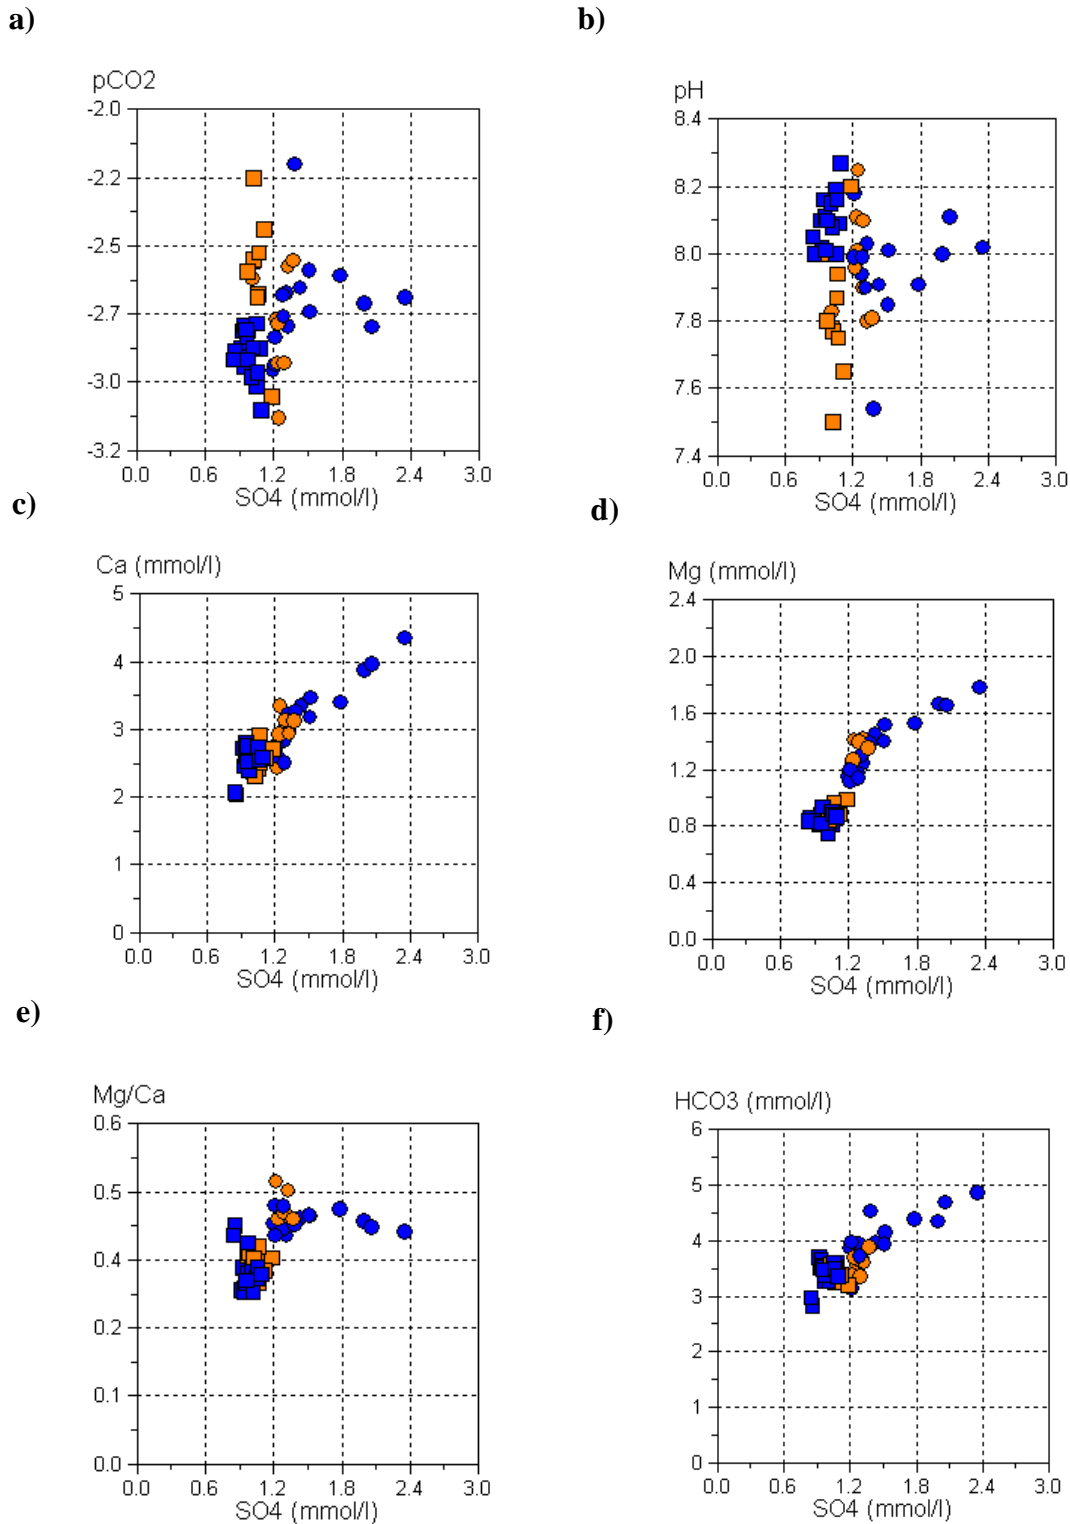 a)
b)
pCO2
-2.0
-2.2
-2.5
-2.7
-3.0
-3.2
0.0 0.6 1.2 1.8 2.4 3.0
SO4 (mmol/l)
pH
8.4
8.2
8.0
7.8
7.6
7.4
0.0 0.6 1.2 1.8 2.4 3.0
SO4 (mmol/l)
c)
d)
Ca (mmol/l)
5
4
3
2
1
0
0.0 0.6 1.2 1.8 2.4 3.0
SO4 (mmol/l)
Mg (mmol/l)
2.4
2.0
1.6
1.2
0.8
0.4
0.0
0.0 0.6 1.2 1.8 2.4 3.0
SO4 (mmol/l)
e)
f)
Mg/Ca
0.6
0.5
0.4
0.2
0.1
0.0
0.0 0.6 1.2 1.8 2.4 3.0
SO4 (mmol/l)
HCO3 (mmol/l)
6
5
4
3
2
1
0
0.0 0.6 1.2 1.8 2.4 3.0
SO4 (mmol/l)